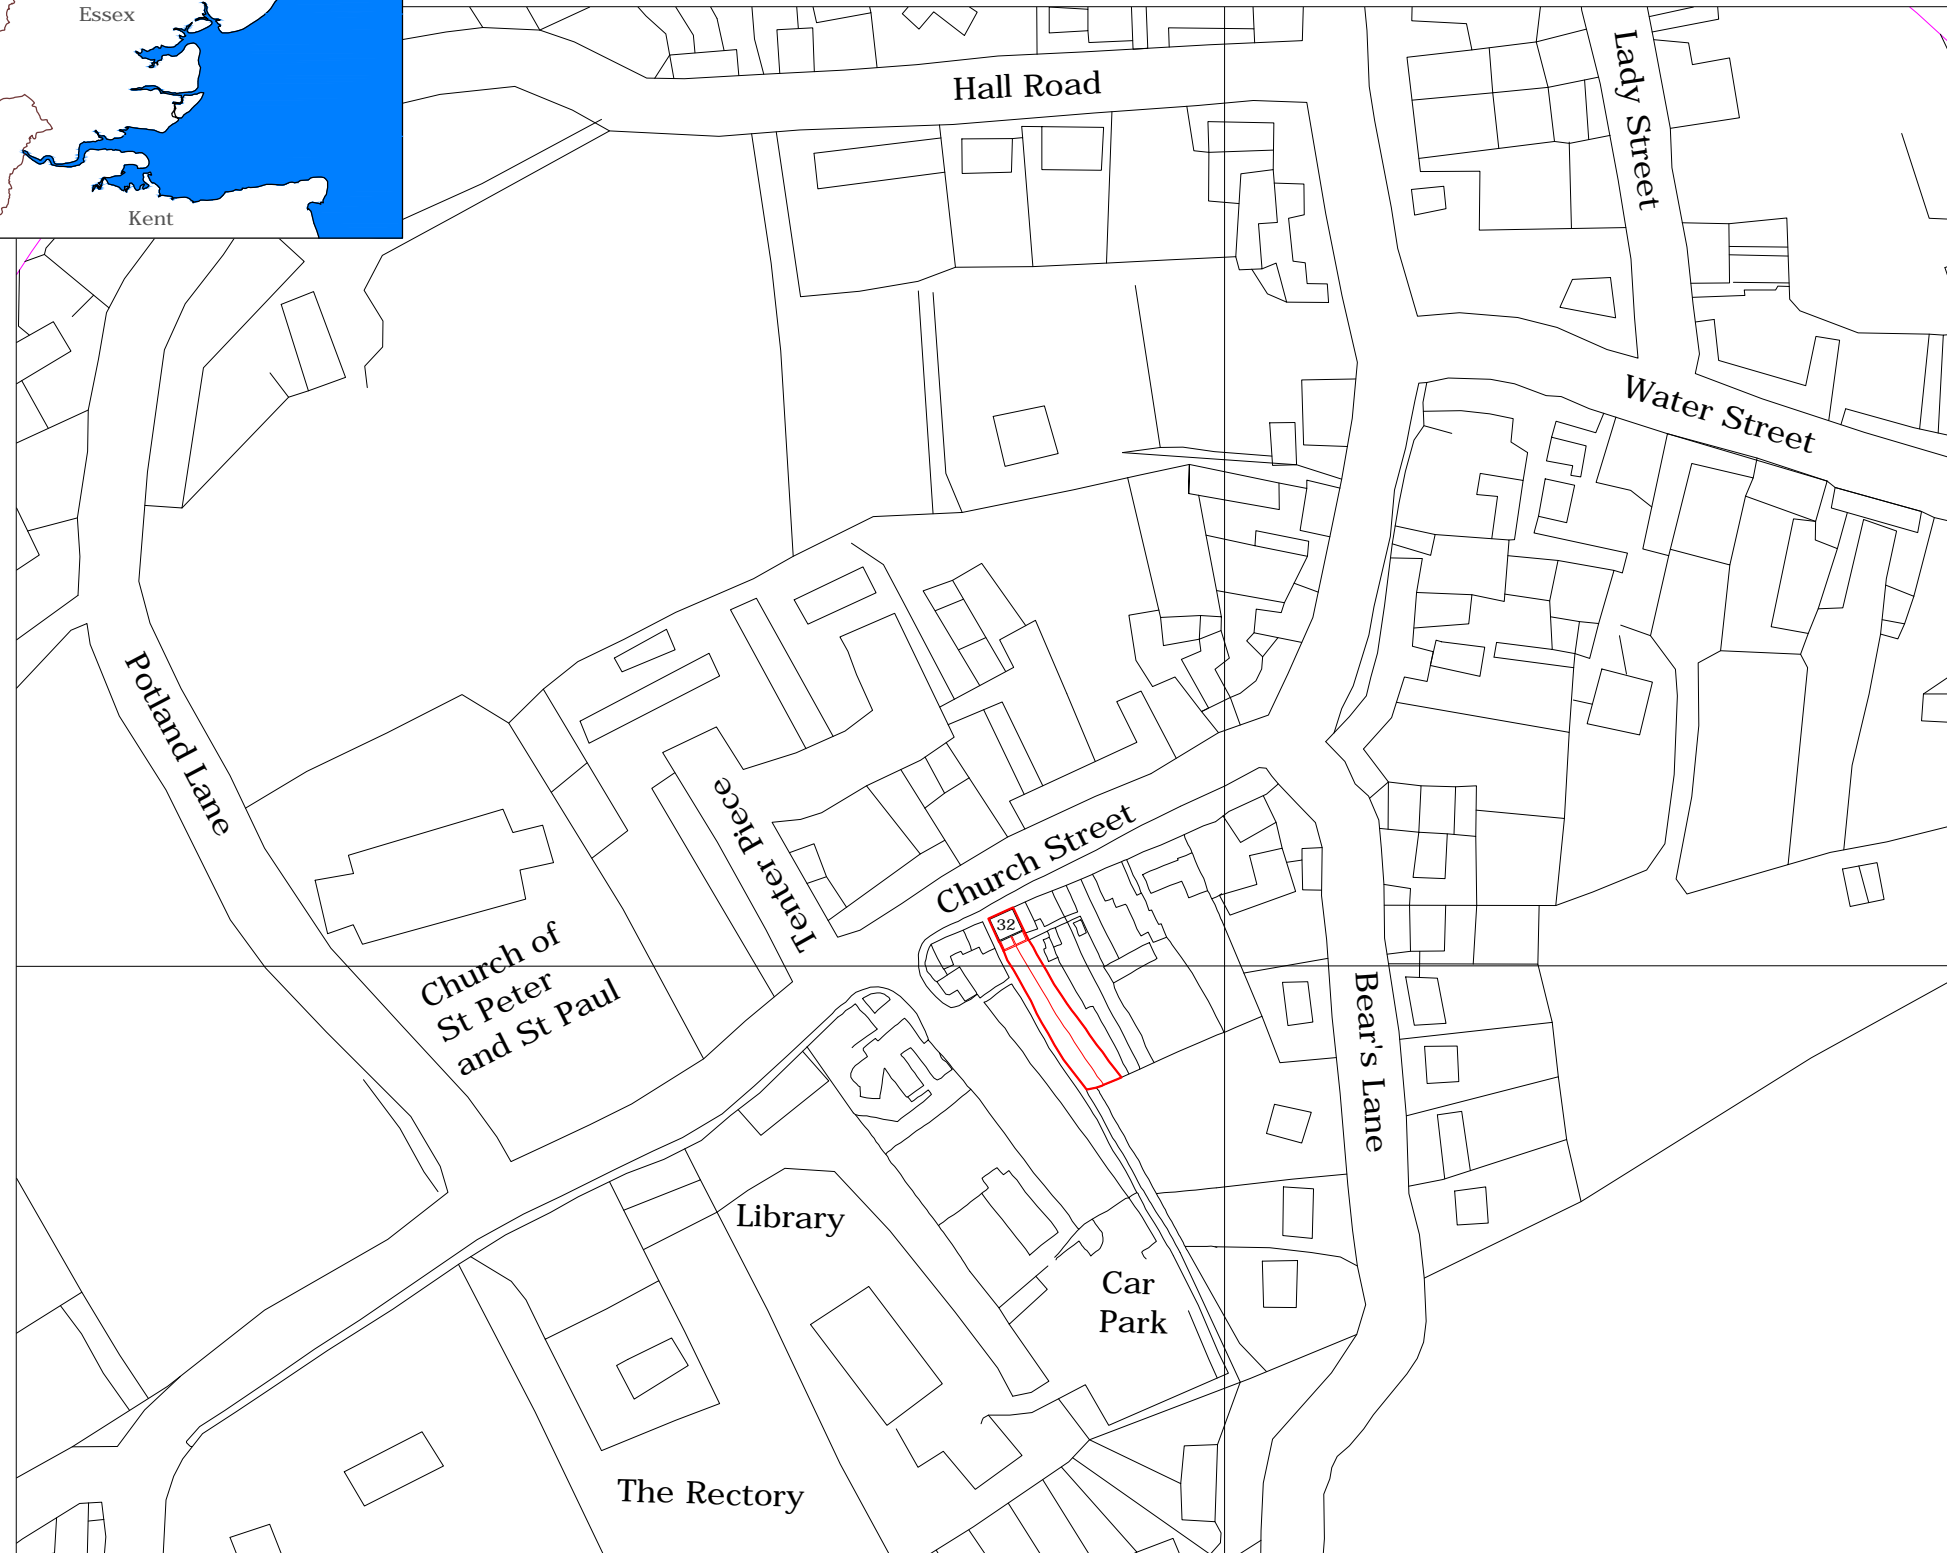 Essex
Kent
Hall Road
Lady Street
Water Street
Potland Lane
Tenter Piece
Church Street
32
Church of
St Peter
and St Paul
Bear's Lane
Library
Car
Park
The Rectory